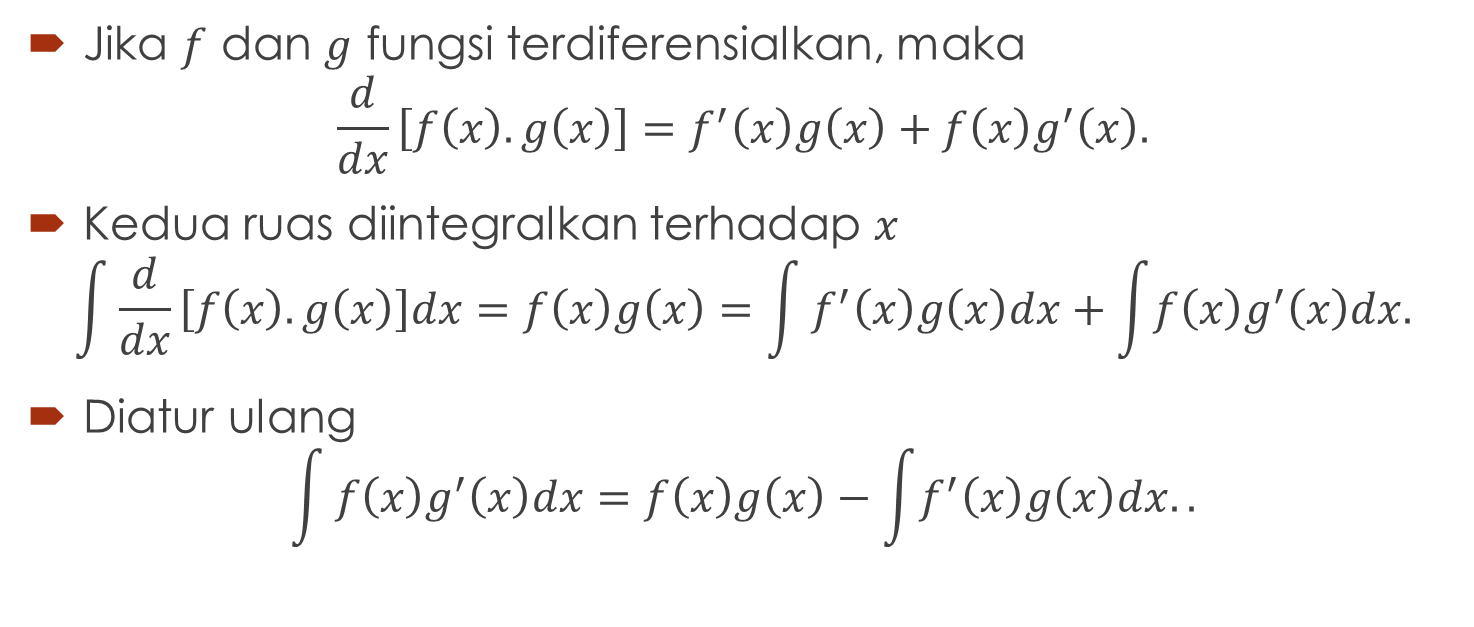 Jika f dan g fungsi terdiferensialkan, maka
d/dx [f(x).g(x)] = f′(x)g(x) + f(x)g′(x).
Kedua ruas diintegralkan terhadap x
∫ d/dx [f(x).g(x)]dx = f(x)g(x) = ∫ f′(x)g(x)dx + ∫ f(x)g′(x)dx.
Diatur ulang
∫ f(x)g′(x)dx = f(x)g(x) − ∫ f′(x)g(x)dx..